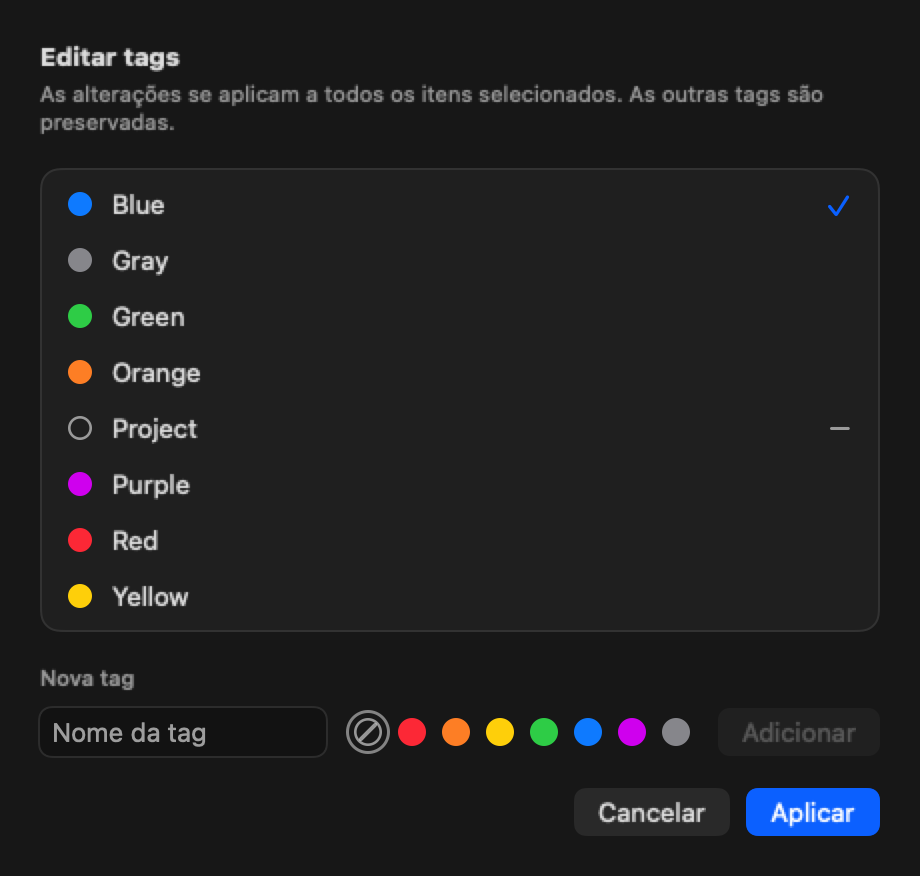 Editar tags
As alterações se aplicam a todos os itens selecionados. As outras tags são
preservadas.
Blue
Gray
Green
Orange
Project
Purple
Red
Yellow
Nova tag
Nome da tag
Adicionar
Cancelar
Aplicar